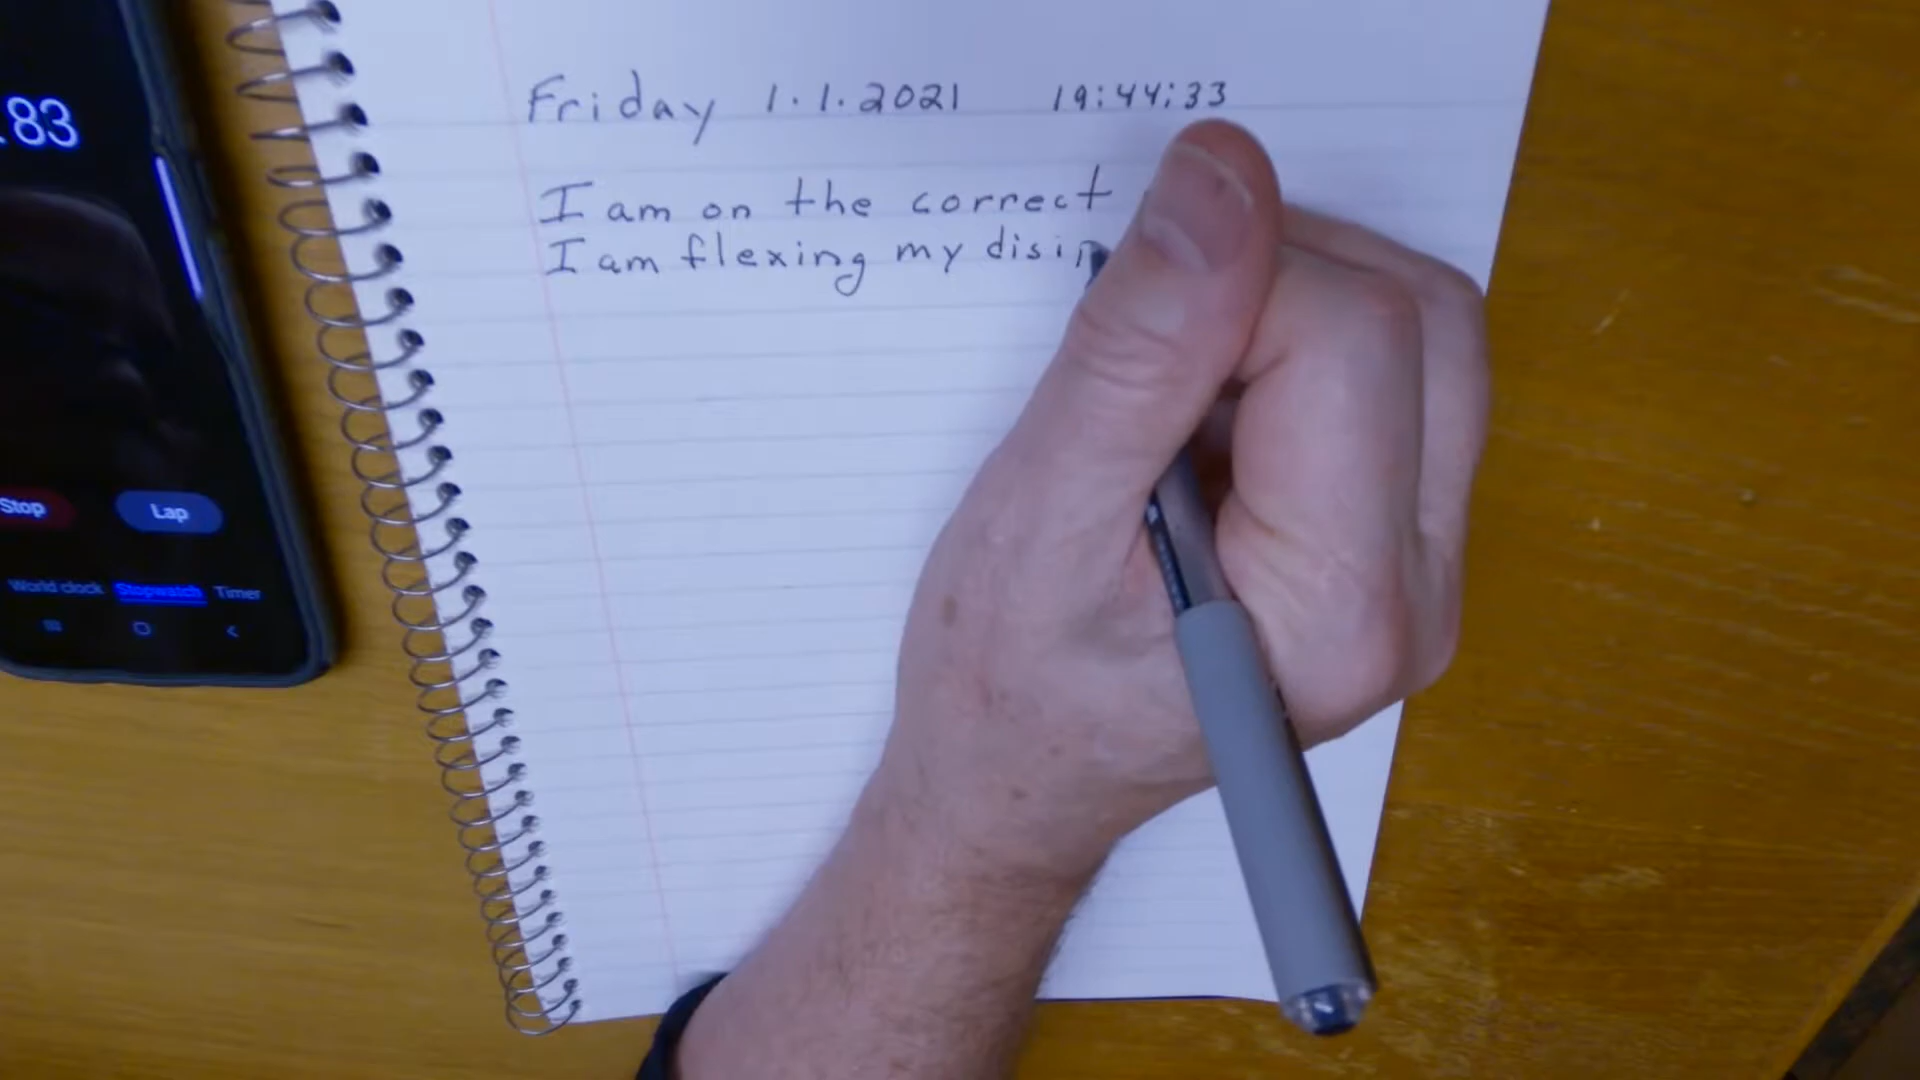 .83
Stop Lap
World clock Stopwatch Timer
Friday 1.1.2021 19:44:33
I am on the correct
I am flexing my disip